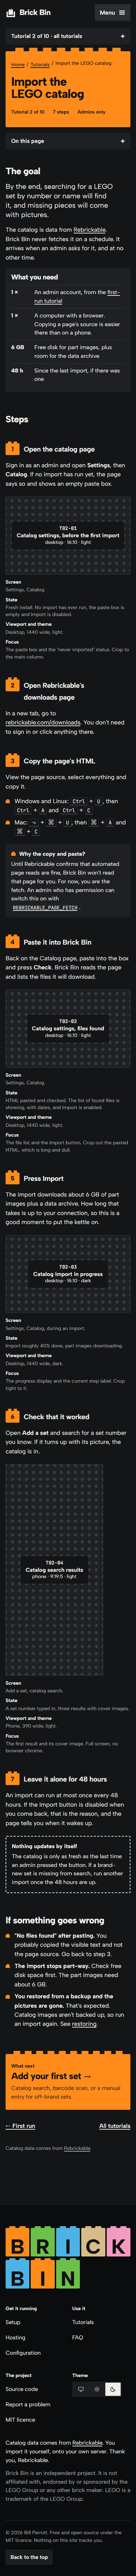 Brick Bin
Menu
Tutorial 2 of 10 · all tutorials
Home / Tutorials / Import the LEGO catalog
Import the
LEGO catalog
Tutorial 2 of 10 7 steps Admins only
On this page
The goal
By the end, searching for a LEGO
set by number or name will find
it, and missing pieces will come
with pictures.
The catalog is data from Rebrickable.
Brick Bin never fetches it on a schedule. It
arrives when an admin asks for it, and at no
other time.
What you need
1 × An admin account, from the first-
run tutorial
1 × A computer with a browser.
Copying a page's source is easier
there than on a phone.
6 GB Free disk for part images, plus
room for the data archive
48 h Since the last import, if there was
one
Steps
1 Open the catalog page
Sign in as an admin and open Settings, then
Catalog. If no import has run yet, the page
says so and shows an empty paste box.
T02-01
Catalog settings, before the first import
desktop · 16:10 · light
Screen
Settings, Catalog.
State
Fresh install. No import has ever run, the paste box is
empty and Import is disabled.
Viewport and theme
Desktop, 1440 wide, light.
Focus
The paste box and the "never imported" status. Crop to
the main column.
2 Open Rebrickable's
downloads page
In a new tab, go to
rebrickable.com/downloads. You don't need
to sign in or click anything there.
3 Copy the page's HTML
View the page source, select everything and
copy it.
Windows and Linux: Ctrl + U, then
Ctrl + A and Ctrl + C
Mac: ⌥ + ⌘ + U, then ⌘ + A and
⌘ + C
Why the copy and paste?
Until Rebrickable confirms that automated
page reads are fine, Brick Bin won't read
that page for you. For now, you are the
fetch. An admin who has permission can
switch this on with
REBRICKABLE_PAGE_FETCH.
4 Paste it into Brick Bin
Back on the Catalog page, paste into the box
and press Check. Brick Bin reads the page
and lists the files it will download.
T02-02
Catalog settings, files found
desktop · 16:10 · light
Screen
Settings, Catalog.
State
HTML pasted and checked. The list of found files is
showing, with dates, and Import is enabled.
Viewport and theme
Desktop, 1440 wide, light.
Focus
The file list and the Import button. Crop out the pasted
HTML, which is long and dull.
5 Press Import
The import downloads about 6 GB of part
images plus a data archive. How long that
takes is up to your connection, so this is a
good moment to put the kettle on.
T02-03
Catalog import in progress
desktop · 16:10 · dark
Screen
Settings, Catalog, during an import.
State
Import roughly 40% done, part images downloading.
Viewport and theme
Desktop, 1440 wide, dark.
Focus
The progress display and the current step label. Crop
tight to it.
6 Check that it worked
Open Add a set and search for a set number
you know. If it turns up with its picture, the
catalog is in.
T02-04
Catalog search results
phone · 9:19.5 · light
Screen
Add a set, catalog search.
State
A set number typed in, three results with cover images.
Viewport and theme
Phone, 390 wide, light.
Focus
The first result and its cover image. Full screen, no
browser chrome.
7 Leave it alone for 48 hours
An import can run at most once every 48
hours. If the Import button is disabled when
you come back, that is the reason, and the
page tells you when it wakes up.
Nothing updates by itself
The catalog is only as fresh as the last time
an admin pressed the button. If a brand-
new set is missing from search, run another
import once the 48 hours are up.
If something goes wrong
"No files found" after pasting. You
probably copied the visible text and not
the page source. Go back to step 3.
The import stops part-way. Check free
disk space first. The part images need
about 6 GB.
You restored from a backup and the
pictures are gone. That's expected.
Catalog images aren't backed up, so run
an import again. See restoring.
What next
Add your first set →
Catalog search, barcode scan, or a manual
entry for off-brand sets.
← First run
All tutorials
Catalog data comes from Rebrickable.
BRICK
BIN
Get it running
Use it
Setup
Tutorials
Hosting
FAQ
Configuration
The project
Theme
Source code
Report a problem
MIT licence
Catalog data comes from Rebrickable. You
import it yourself, onto your own server. Thank
you, Rebrickable.
Brick Bin is an independent project. It is not
affiliated with, endorsed by or sponsored by the
LEGO Group or any other brick maker. LEGO is a
trademark of the LEGO Group.
© 2026 Bill Parrott. Free and open source under the
MIT licence. Nothing on this site tracks you.
Back to the top